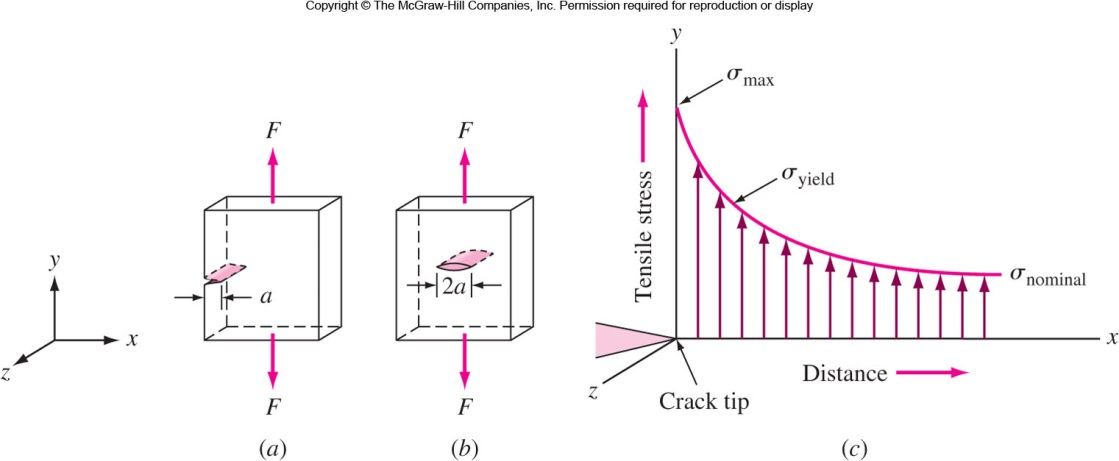 Copyright © The McGraw-Hill Companies, Inc. Permission required for reproduction or display
y
x
z
F
a
F
(a)
F
2a
F
(b)
y
σmax
σyield
σnominal
Tensile stress
x
z
Distance
Crack tip
(c)